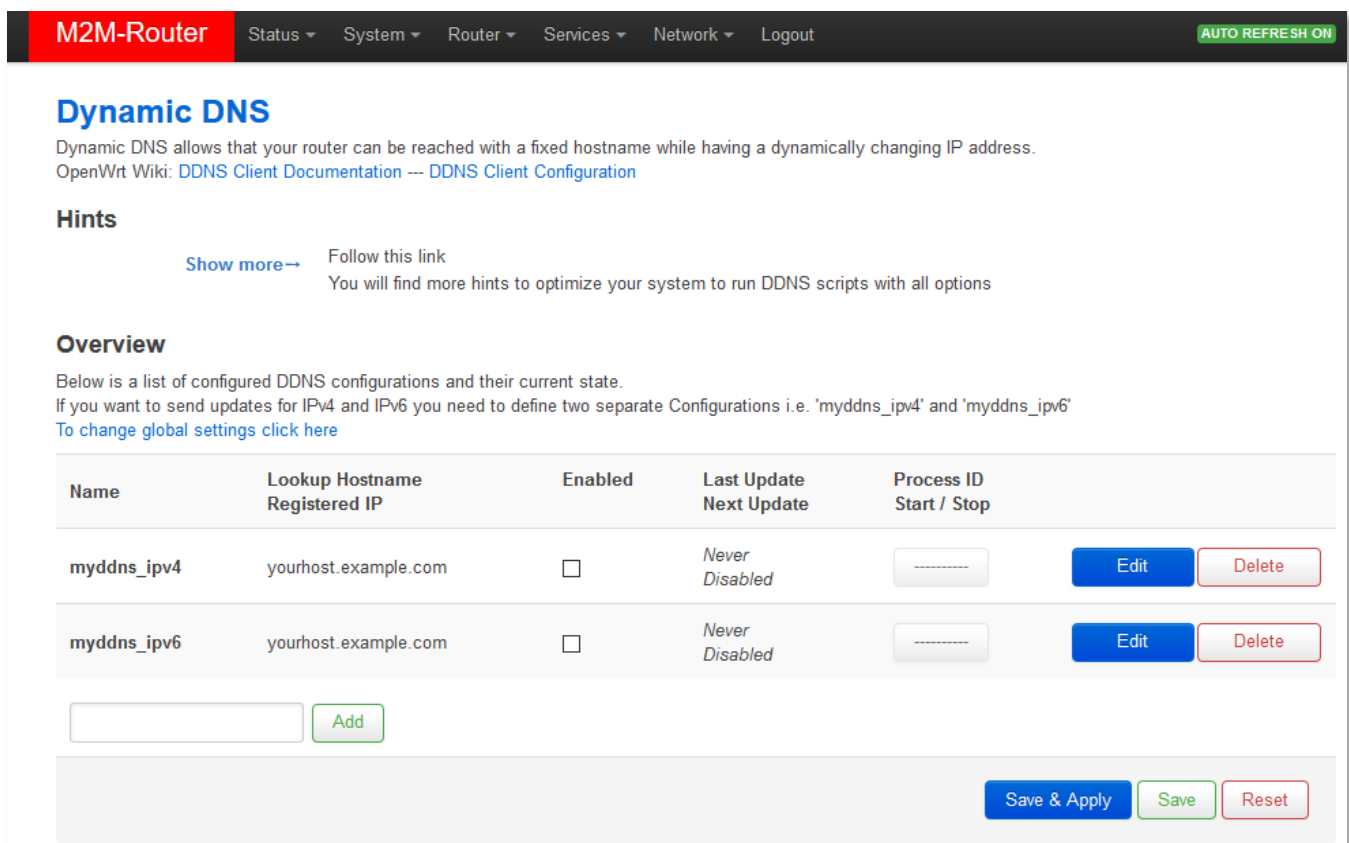 M2M-Router Status System Router Services Network Logout AUTO REFRESH ON
Dynamic DNS
Dynamic DNS allows that your router can be reached with a fixed hostname while having a dynamically changing IP address.
OpenWrt Wiki: DDNS Client Documentation --- DDNS Client Configuration
Hints
Show more→ Follow this link
You will find more hints to optimize your system to run DDNS scripts with all options
Overview
Below is a list of configured DDNS configurations and their current state.
If you want to send updates for IPv4 and IPv6 you need to define two separate Configurations i.e. 'myddns_ipv4' and 'myddns_ipv6'
To change global settings click here
Name Lookup Hostname Enabled Last Update Process ID
Registered IP Next Update Start / Stop
myddns_ipv4 yourhost.example.com Never ---------- Edit Delete
Disabled
myddns_ipv6 yourhost.example.com Never ---------- Edit Delete
Disabled
Add
Save & Apply Save Reset